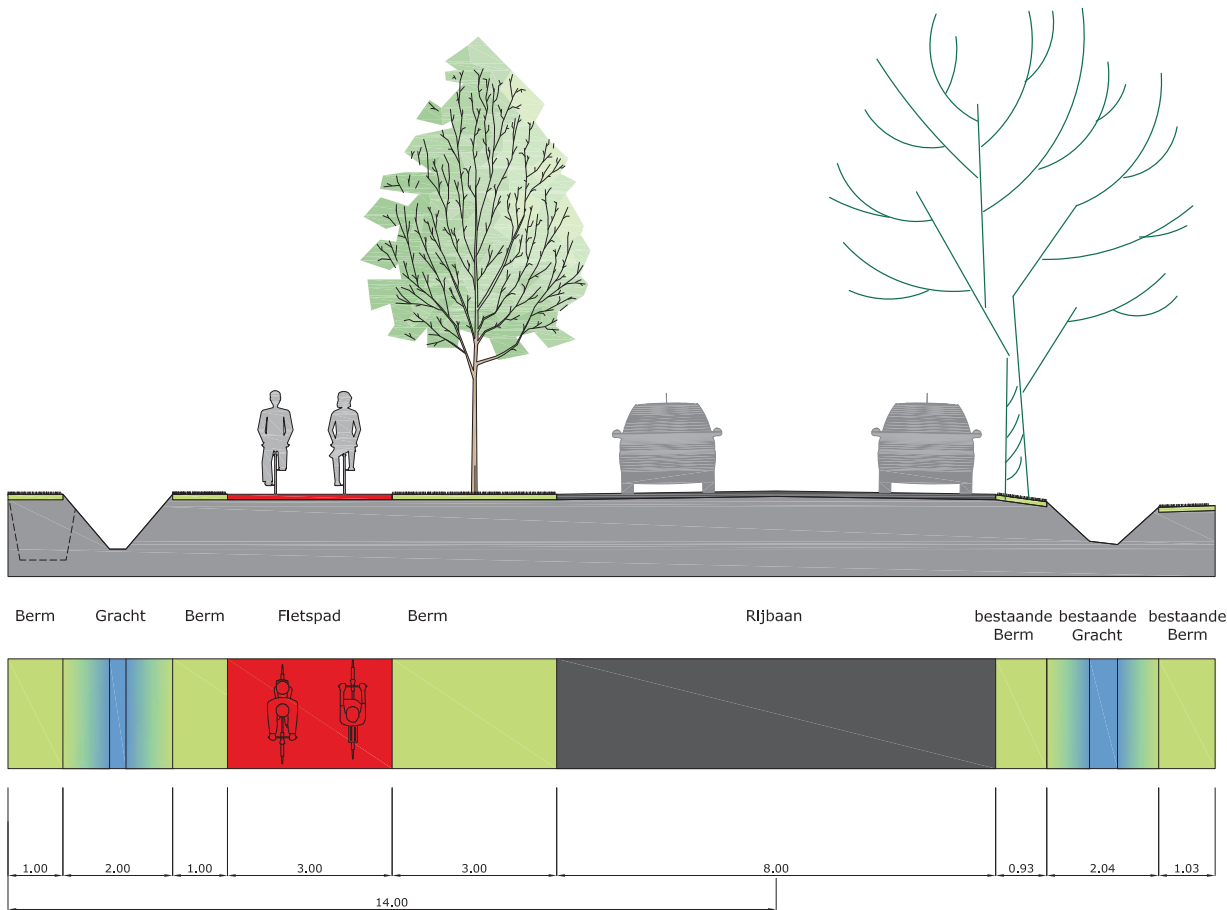 Berm Gracht Berm Fietspad Berm Rijbaan bestaande bestaande bestaande
Berm Gracht Berm
1.00 2.00 1.00 3.00 3.00 8.00 0.93 2.04 1.03
14.00